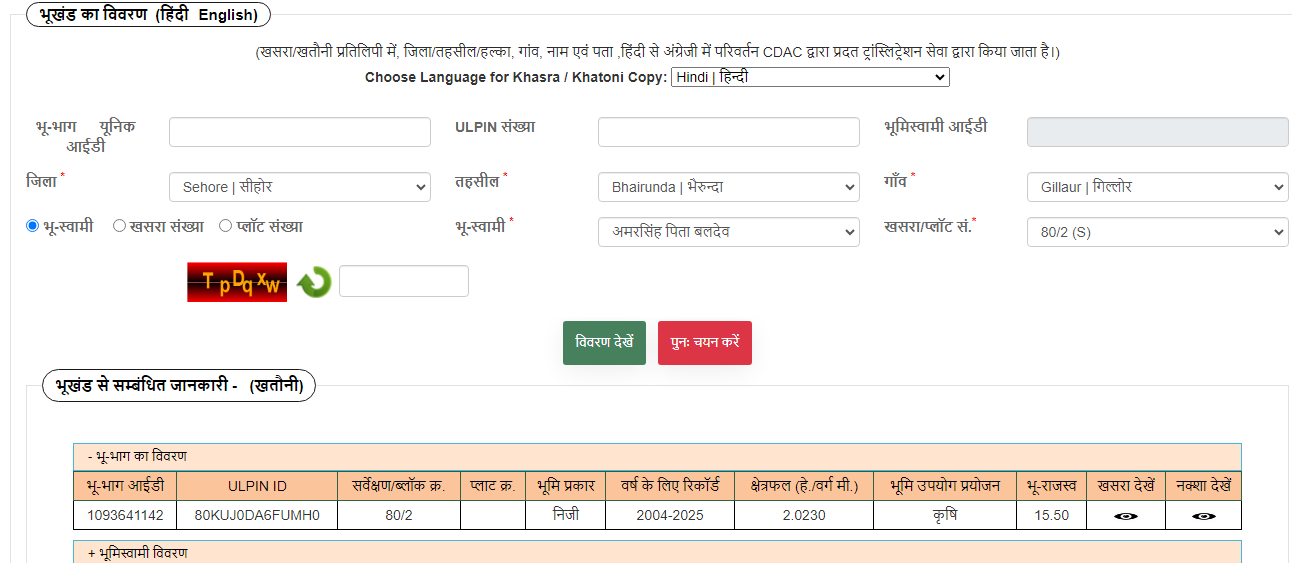 भूखंड का विवरण (हिंदी English)
(खसरा/खतौनी प्रतिलिपी में, जिला/तहसील/हल्का, गांव, नाम एवं पता ,हिंदी से अंग्रेजी में परिवर्तन CDAC द्वारा प्रदत ट्रांस्लिट्रेशन सेवा द्वारा किया जाता है।)
Choose Language for Khasra / Khatoni Copy: Hindi | हिन्दी
भू-भाग यूनिक आईडी ULPIN संख्या भूमिस्वामी आईडी
जिला * Sehore | सीहोर तहसील * Bhairunda | भैरुन्दा गाँव * Gillaur | गिल्लोर
भू-स्वामी खसरा संख्या प्लॉट संख्या भू-स्वामी * अमरसिंह पिता बलदेव खसरा/प्लॉट सं.* 80/2 (S)
T p D q x w
विवरण देखें पुनः चयन करें
भूखंड से सम्बंधित जानकारी - (खतौनी)
- भू-भाग का विवरण
भू-भाग आईडी ULPIN ID सर्वेक्षण/ब्लॉक क्र. प्लाट क्र. भूमि प्रकार वर्ष के लिए रिकॉर्ड क्षेत्रफल (हे./वर्ग मी.) भूमि उपयोग प्रयोजन भू-राजस्व खसरा देखें नक्शा देखें
1093641142 80KUJ0DA6FUMH0 80/2 निजी 2004-2025 2.0230 कृषि 15.50
+ भूमिस्वामी विवरण